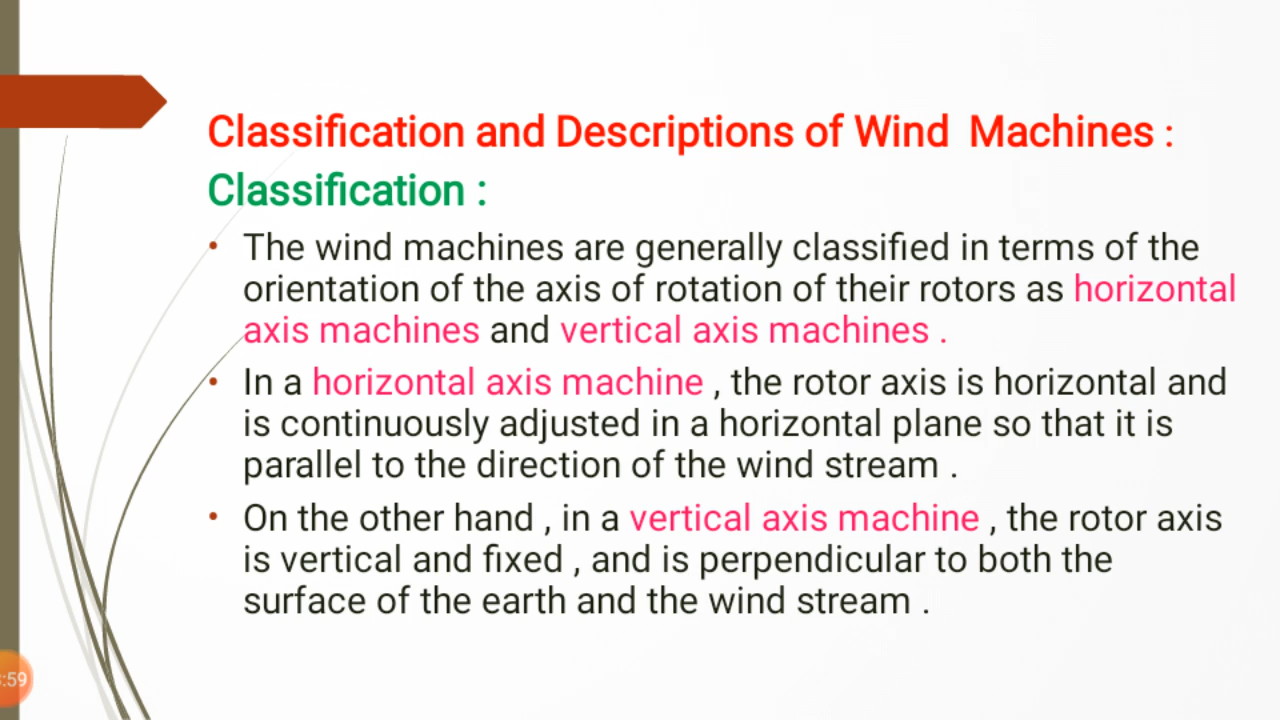 Classification and Descriptions of Wind  Machines :
Classification :
• The wind machines are generally classified in terms of the
orientation of the axis of rotation of their rotors as horizontal
axis machines and vertical axis machines .
• In a horizontal axis machine , the rotor axis is horizontal and
is continuously adjusted in a horizontal plane so that it is
parallel to the direction of the wind stream .
• On the other hand , in a vertical axis machine , the rotor axis
is vertical and fixed , and is perpendicular to both the
surface of the earth and the wind stream .
:59